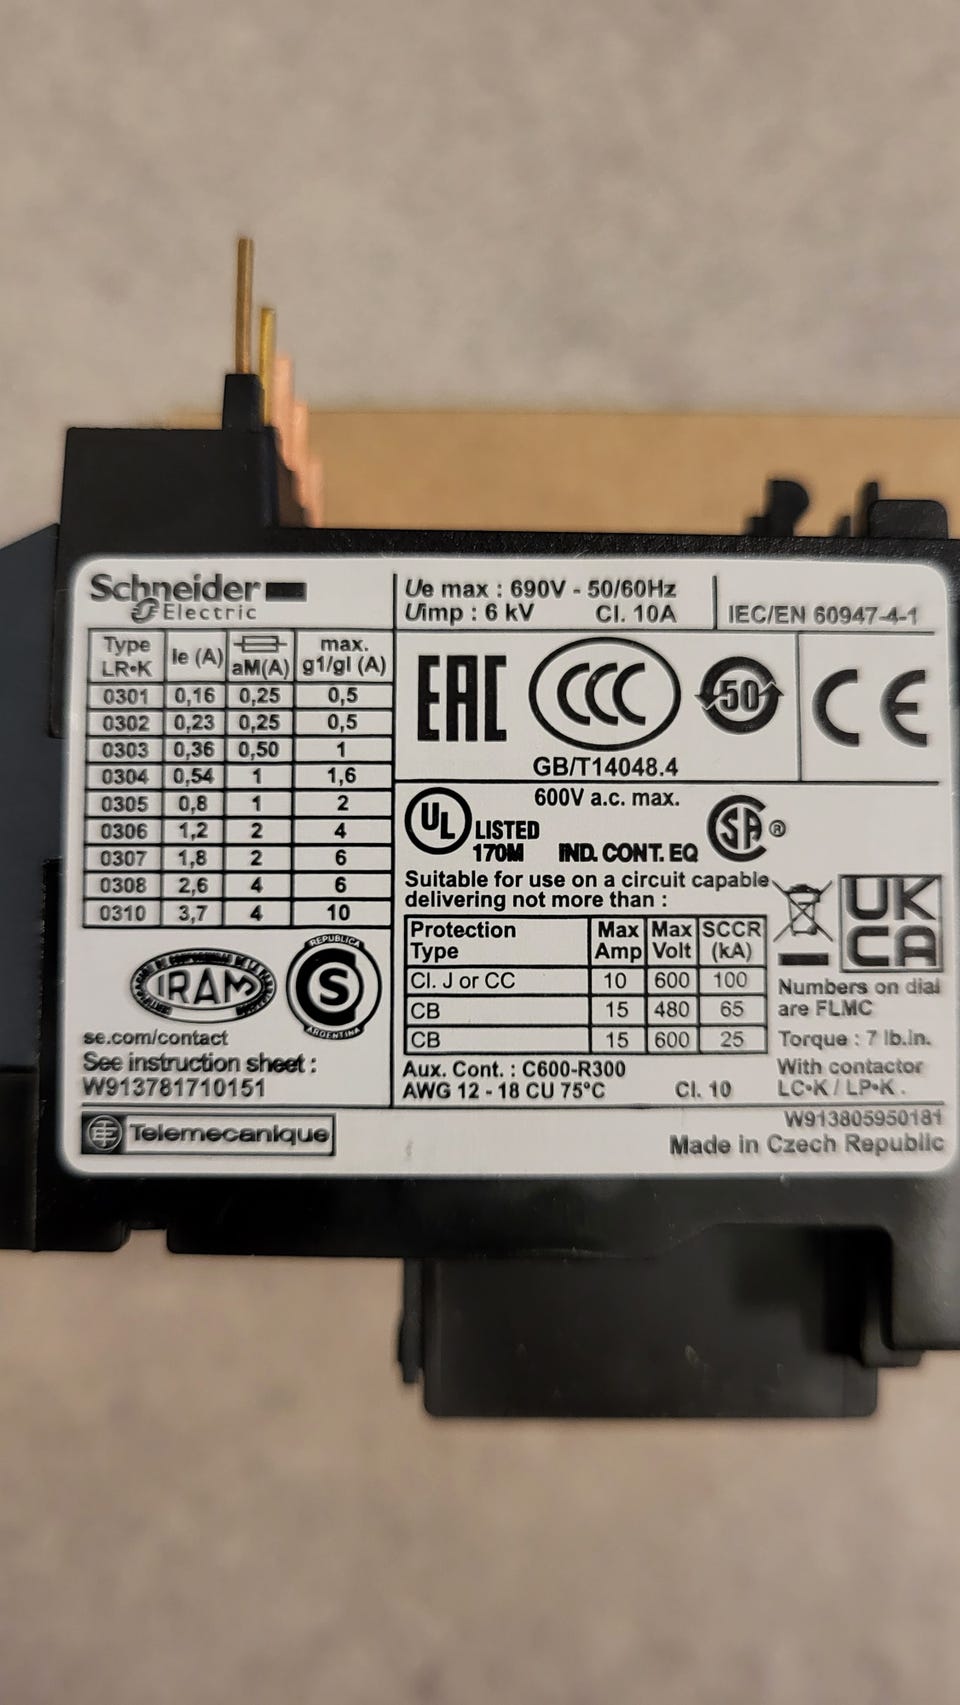 Schneider
Electric
Ue max : 690V - 50/60Hz
Uimp : 6 kV Cl. 10A
IEC/EN 60947-4-1
Type LR•K Ie (A) aM(A) max. g1/gl (A)
0301 0,16 0,25 0,5
0302 0,23 0,25 0,5
0303 0,36 0,50 1
0304 0,54 1 1,6
0305 0,8 1 2
0306 1,2 2 4
0307 1,8 2 6
0308 2,6 4 6
0310 3,7 4 10
IRAM
REPUBLICA
S
ARGENTINA
se.com/contact
See instruction sheet :
W913781710151
EAC CCC 50 CE
GB/T14048.4
600V a.c. max.
UL LISTED
170M IND. CONT. EQ
SA ®
Suitable for use on a circuit capable
delivering not more than :
Protection Type Max Amp Max Volt SCCR (kA)
Cl. J or CC 10 600 100
CB 15 480 65
CB 15 600 25
Aux. Cont. : C600-R300
AWG 12 - 18 CU 75°C Cl. 10
UK
CA
Numbers on dial
are FLMC
Torque : 7 lb.in.
With contactor
LC•K / LP•K .
Telemecanique
W913805950181
Made in Czech Republic